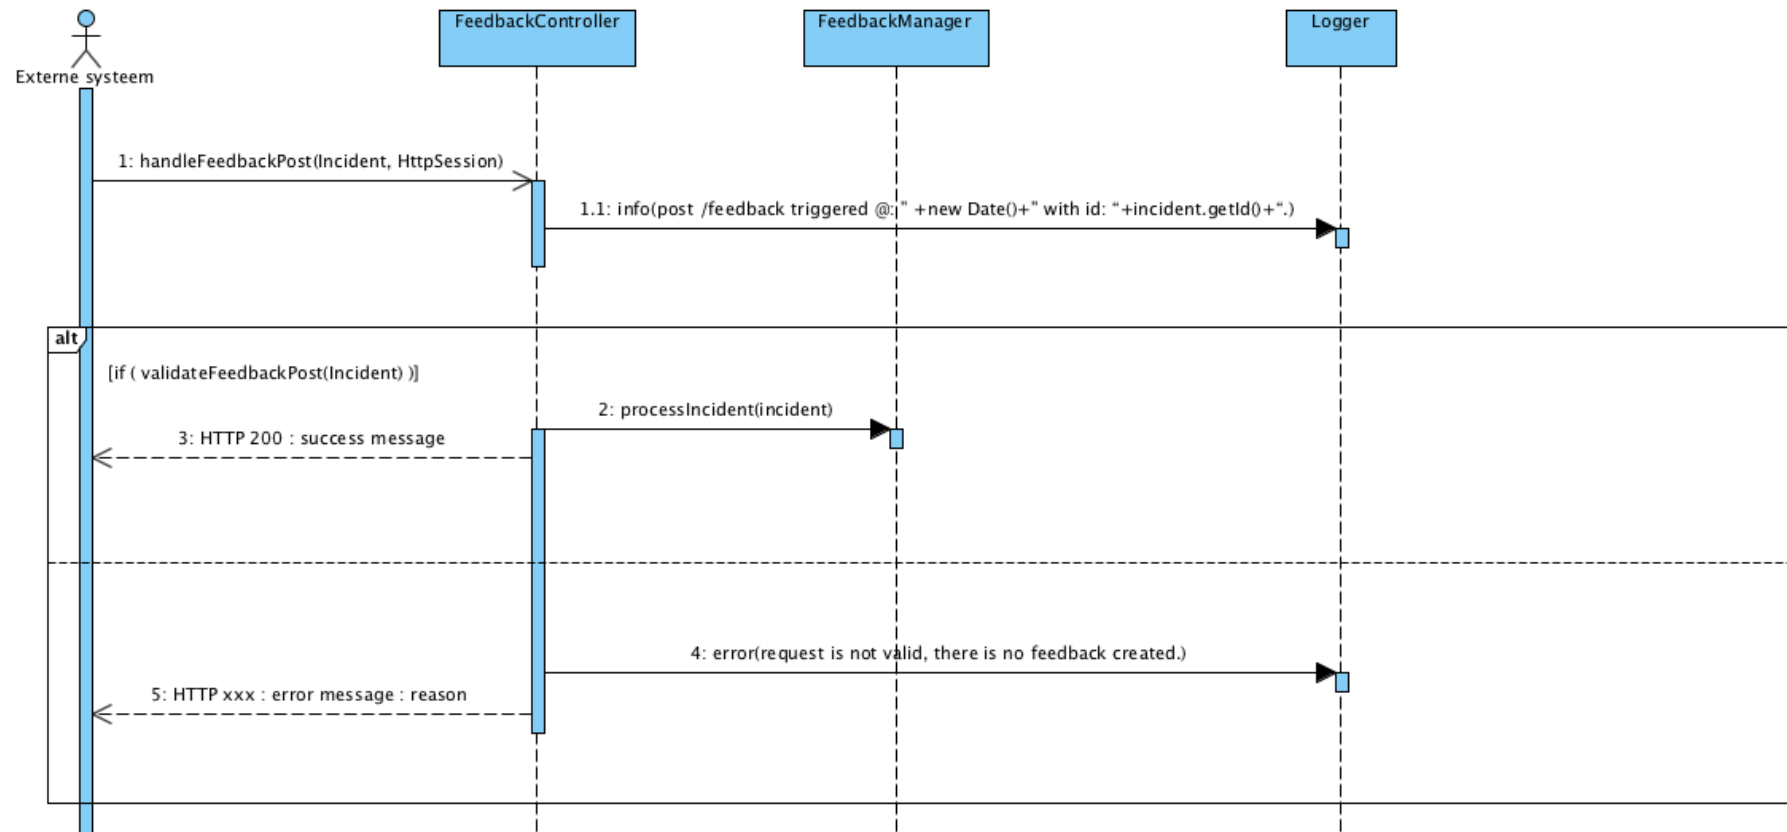 FeedbackController
FeedbackManager
Logger
Externe systeem
1: handleFeedbackPost(Incident, HttpSession)
1.1: info(post /feedback triggered @: " +new Date()+" with id: “+incident.getId()+“.)
alt
[if ( validateFeedbackPost(Incident) )]
2: processIncident(incident)
3: HTTP 200 : success message
4: error(request is not valid, there is no feedback created.)
5: HTTP xxx : error message : reason